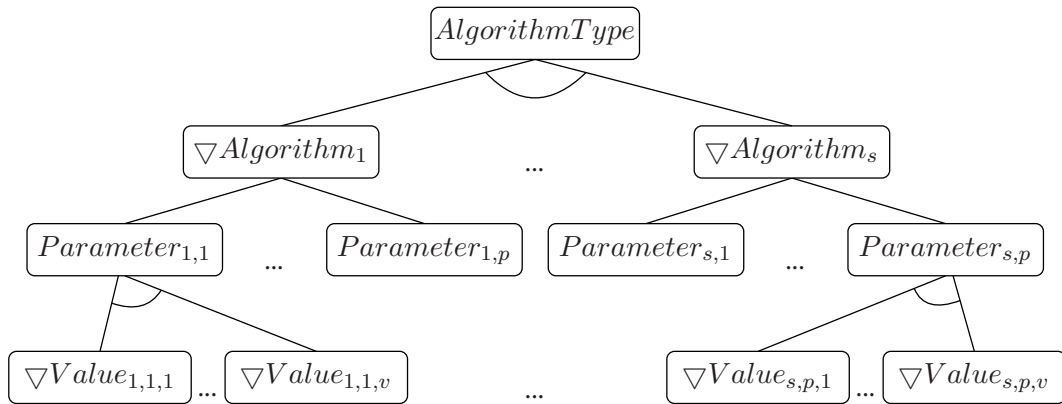 AlgorithmType
▽Algorithm₁ ... ▽Algorithmₛ
Parameter₁,₁ ... Parameter₁,ₚ Parameterₛ,₁ ... Parameterₛ,ₚ
▽Value₁,₁,₁ ... ▽Value₁,₁,ᵥ ... ▽Valueₛ,ₚ,₁ ... ▽Valueₛ,ₚ,ᵥ